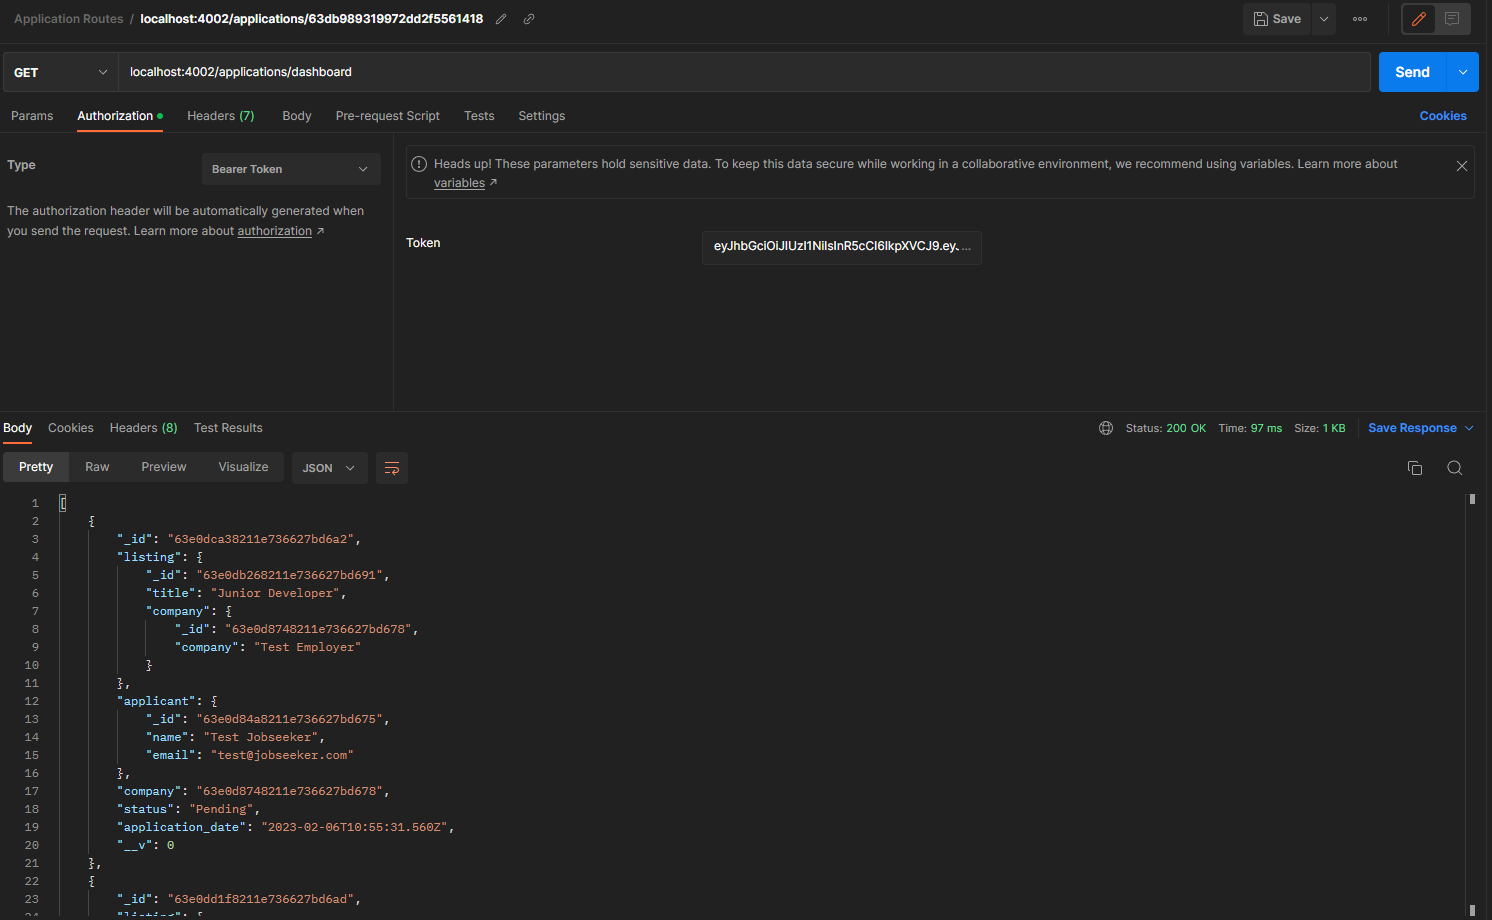 Application Routes / localhost:4002/applications/63db989319972dd2f5561418
Save
GET
localhost:4002/applications/dashboard
Send
Params
Authorization
Headers (7)
Body
Pre-request Script
Tests
Settings
Cookies
Type
Bearer Token
The authorization header will be automatically generated when
you send the request. Learn more about authorization ↗
Heads up! These parameters hold sensitive data. To keep this data secure while working in a collaborative environment, we recommend using variables. Learn more about
variables ↗
Token
eyJhbGciOiJIUzI1NiIsInR5cCI6IkpXVCJ9.eyJ ...
Body
Cookies
Headers (8)
Test Results
Status: 200 OK
Time: 97 ms
Size: 1 KB
Save Response
Pretty
Raw
Preview
Visualize
JSON
1 [
2 {
3 "_id": "63e0dca38211e736627bd6a2",
4 "listing": {
5 "_id": "63e0db268211e736627bd691",
6 "title": "Junior Developer",
7 "company": {
8 "_id": "63e0d8748211e736627bd678",
9 "company": "Test Employer"
10 }
11 },
12 "applicant": {
13 "_id": "63e0d84a8211e736627bd675",
14 "name": "Test Jobseeker",
15 "email": "test@jobseeker.com"
16 },
17 "company": "63e0d8748211e736627bd678",
18 "status": "Pending",
19 "application_date": "2023-02-06T10:55:31.560Z",
20 "__v": 0
21 },
22 {
23 "_id": "63e0dd1f8211e736627bd6ad",
24 "listing": {